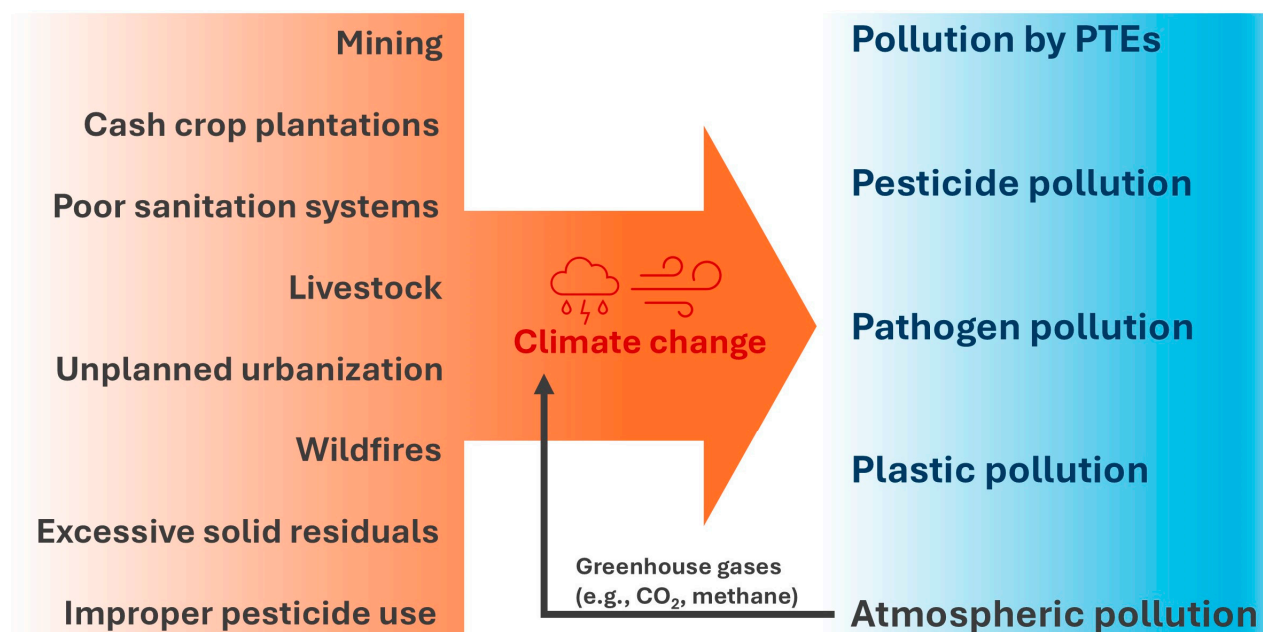 Mining
Cash crop plantations
Poor sanitation systems
Livestock
Unplanned urbanization
Wildfires
Excessive solid residuals
Improper pesticide use
Climate change
Greenhouse gases
(e.g., CO₂, methane)
Pollution by PTEs
Pesticide pollution
Pathogen pollution
Plastic pollution
Atmospheric pollution